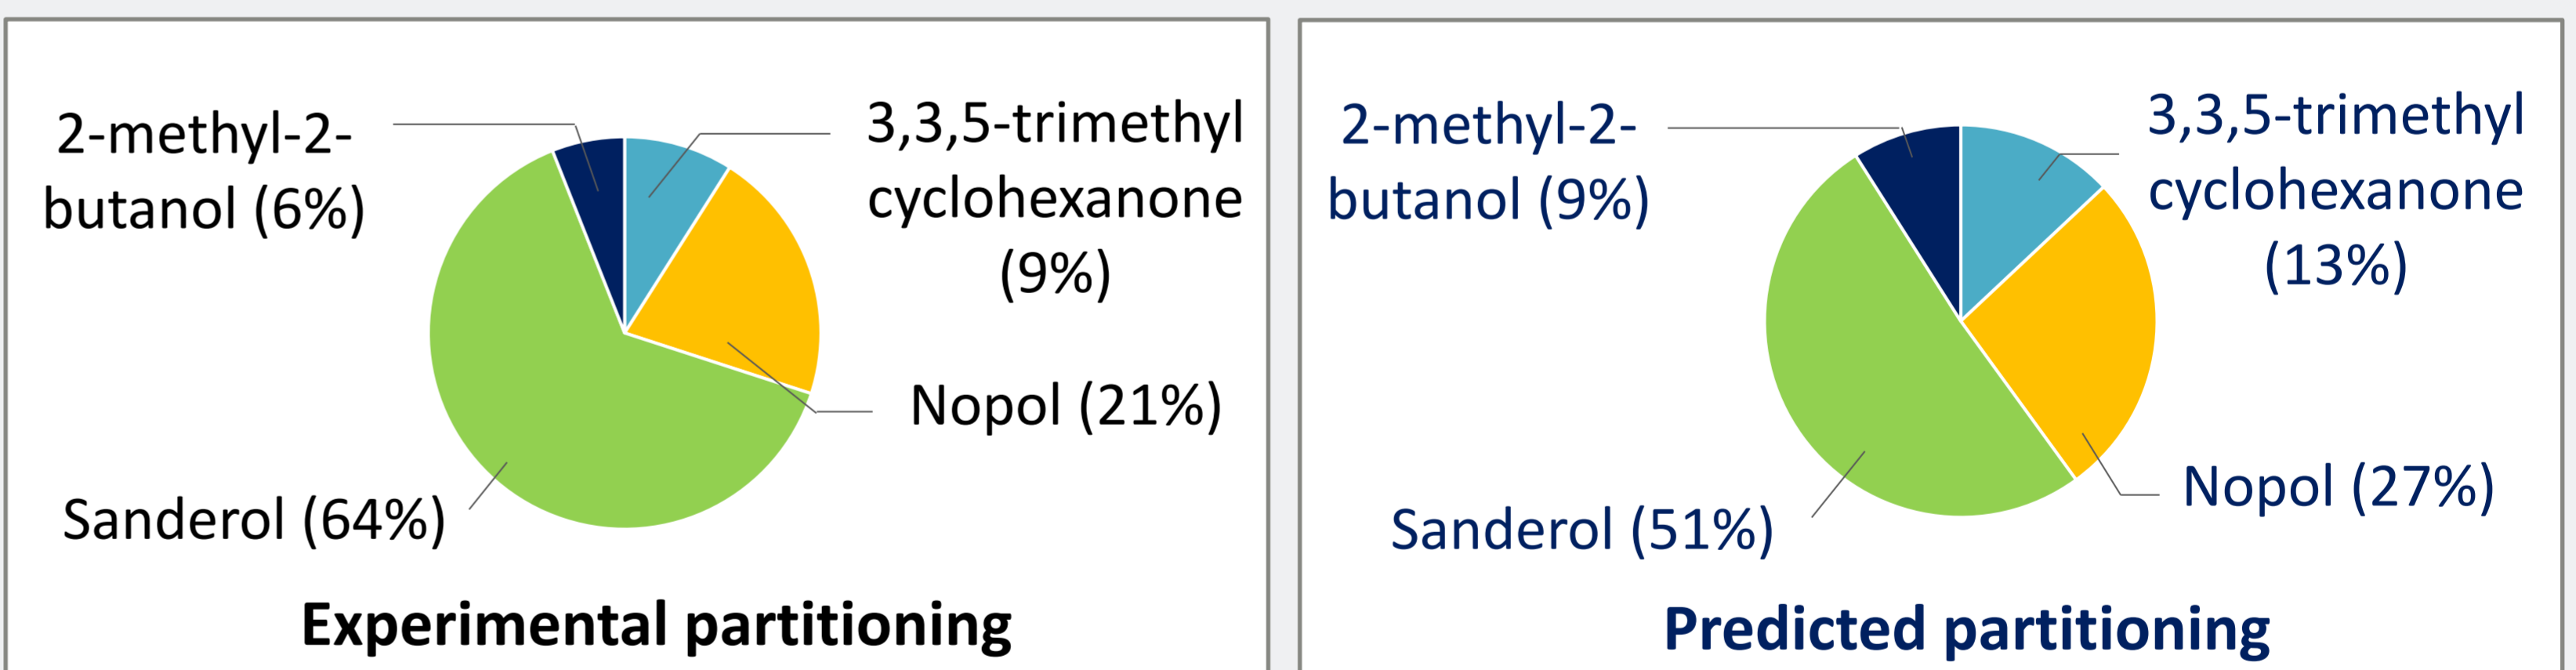 2-methyl-2-
butanol (6%)
3,3,5-trimethyl
cyclohexanone
(9%)
Nopol (21%)
Sanderol (64%)
Experimental partitioning
2-methyl-2-
butanol (9%)
3,3,5-trimethyl
cyclohexanone
(13%)
Nopol (27%)
Sanderol (51%)
Predicted partitioning